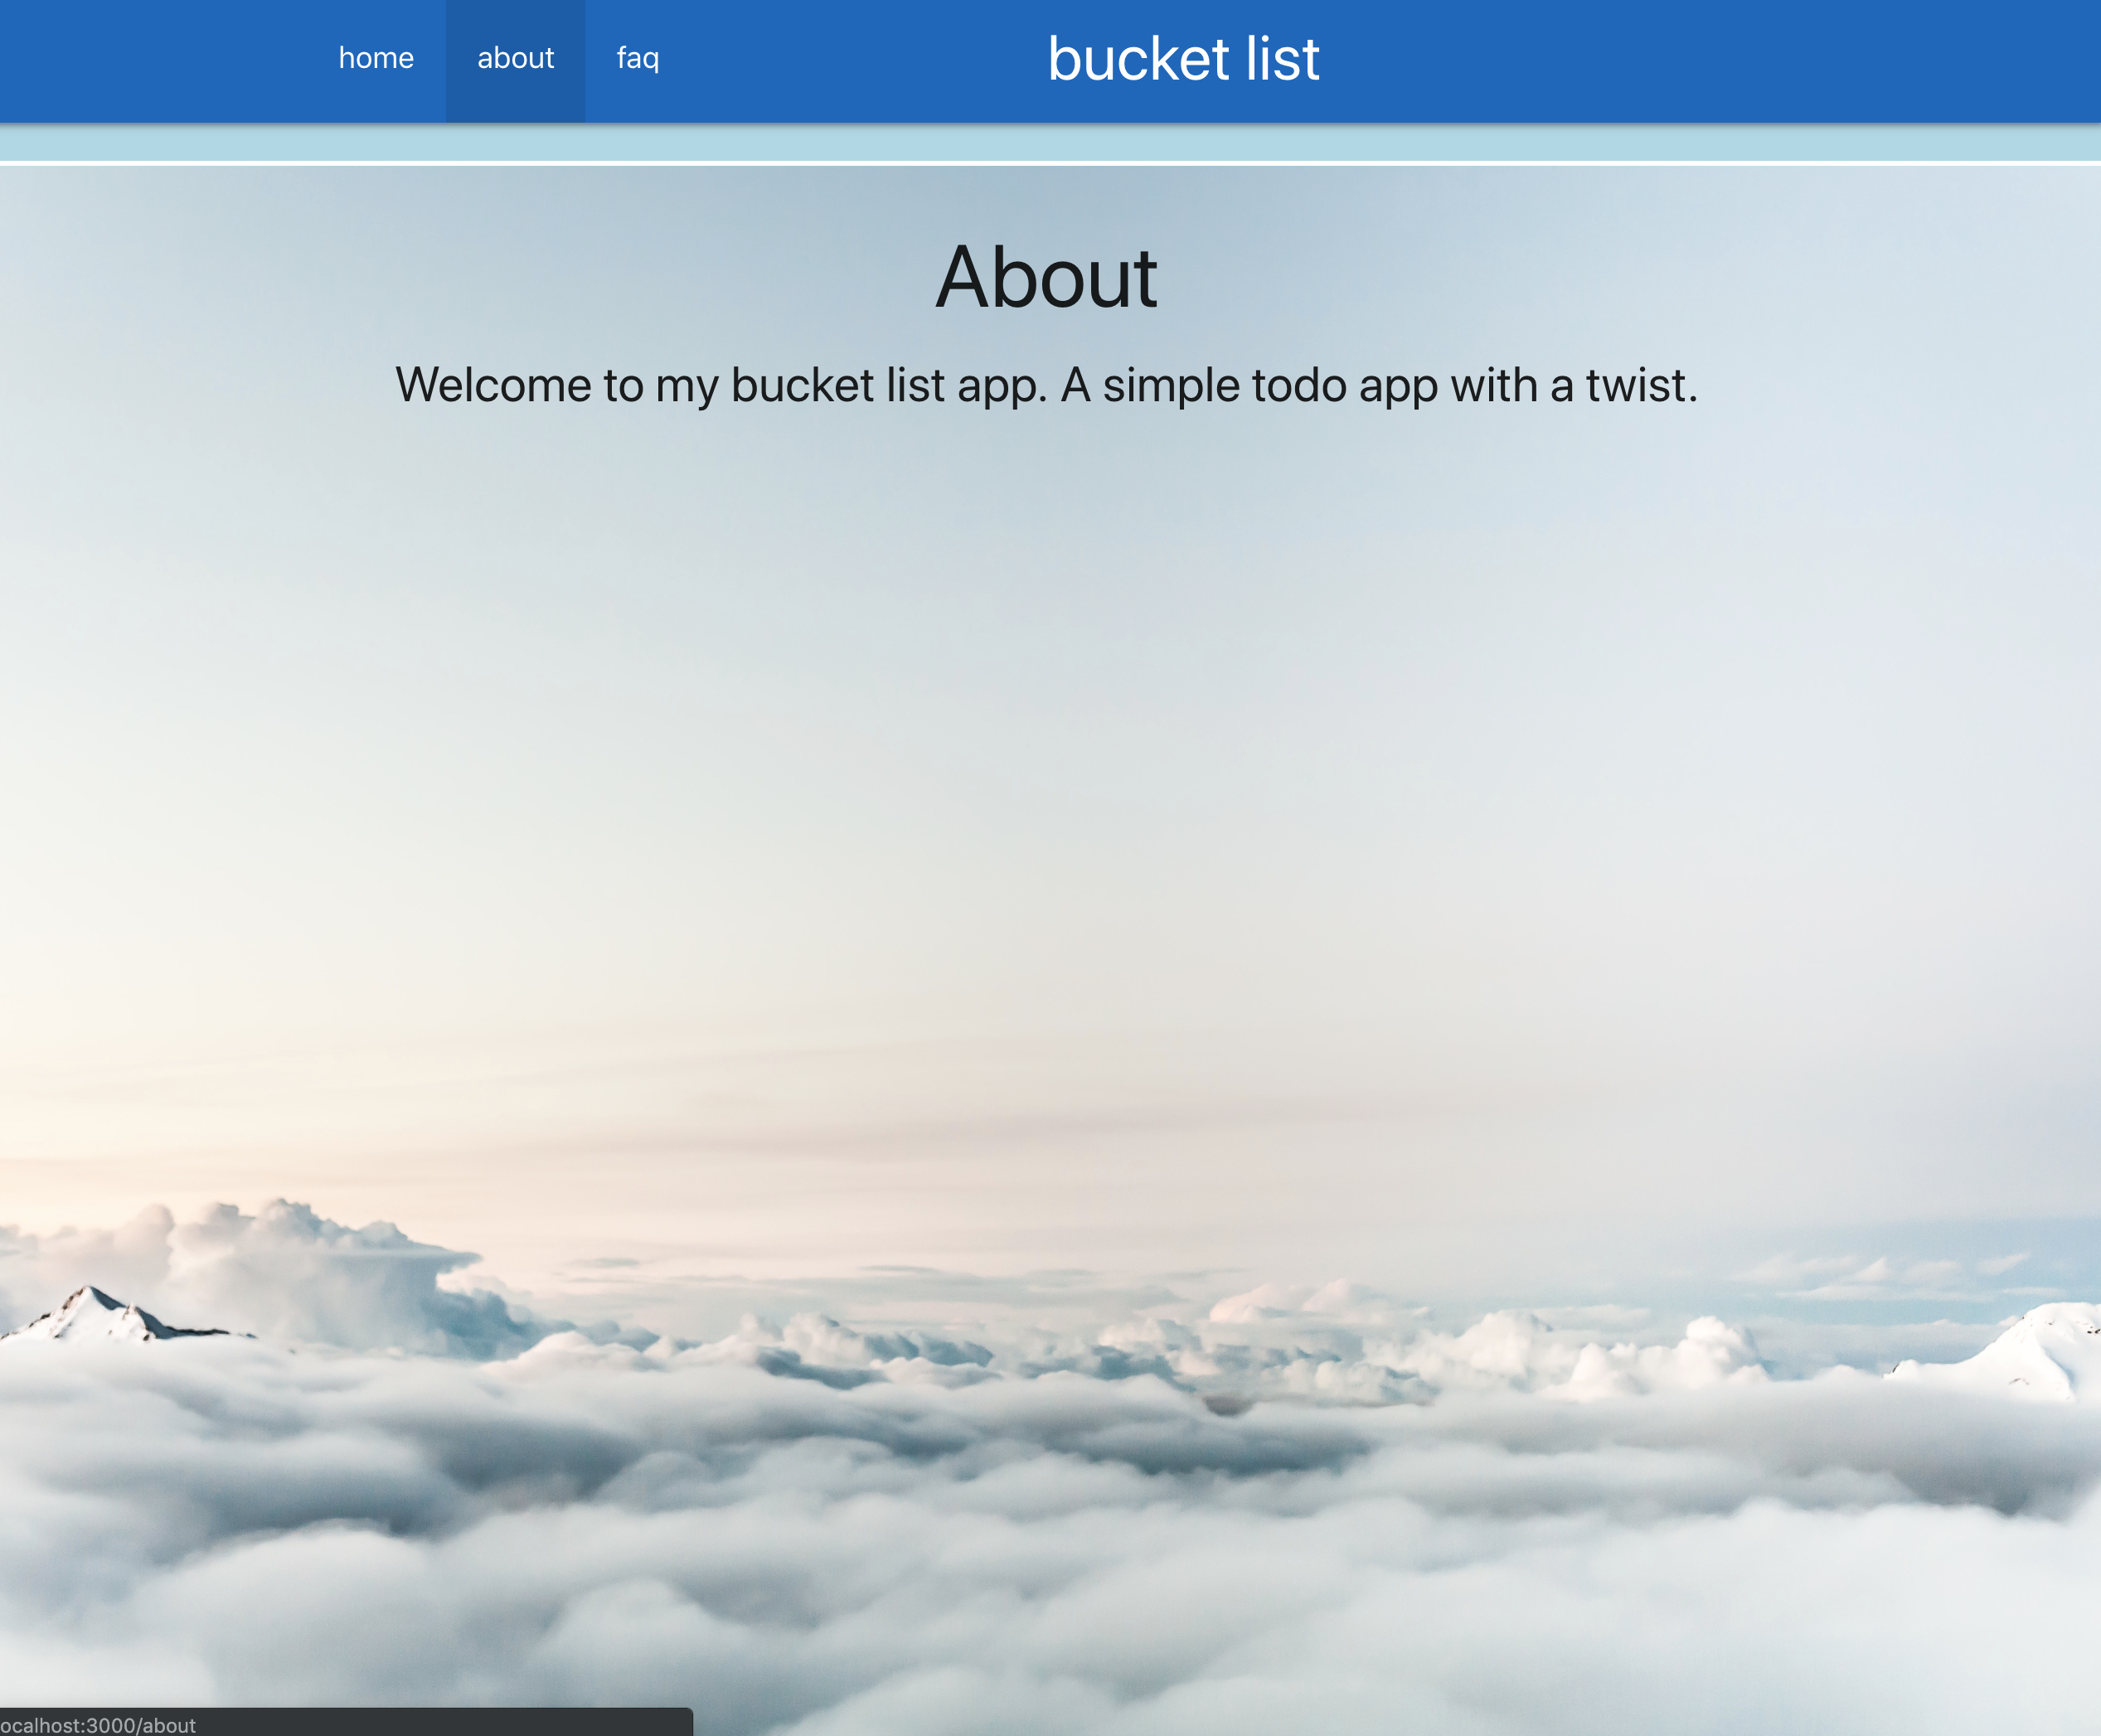 home about faq bucket list
About
Welcome to my bucket list app. A simple todo app with a twist.
ocalhost:3000/about